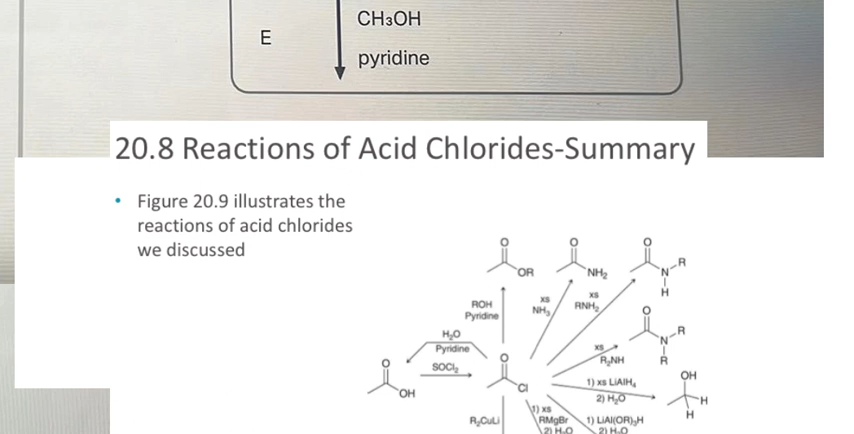 CH3OH
E
pyridine
20.8 Reactions of Acid Chlorides-Summary
• Figure 20.9 illustrates the
reactions of acid chlorides
we discussed
O
O
O
OR
NH₂
N
R
H
ROH
Pyridine
xs
NH₃
xs
RNH₂
O
N
R
R
H₂O
Pyridine
SOCl₂
xs
R₂NH
O
OH
O
Cl
1) xs LiAlH₄
2) H₂O
OH
H
H
R₂CuLi
1) xs
RMgBr
2) H₂O
1) LiAl(OR)₃H
2) H₂O